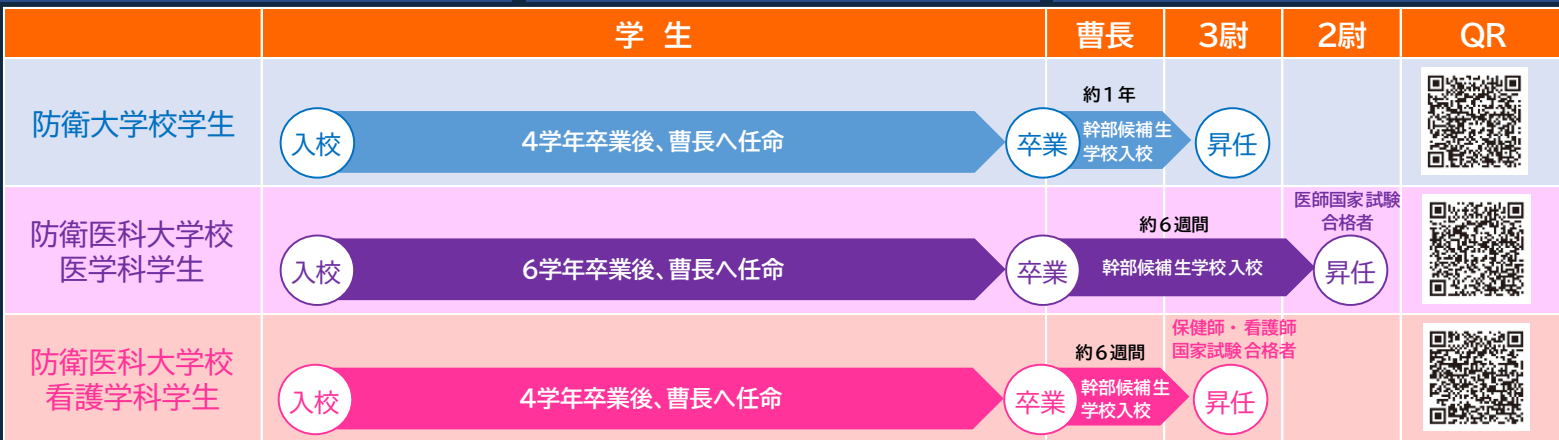 学 生 曹長 3尉 2尉 QR
防衛大学校学生
入校
4学年卒業後、曹長へ任命
卒業
約1年
幹部候補生
学校入校
昇任
防衛医科大学校
医学科学生
入校
6学年卒業後、曹長へ任命
卒業
約6週間
幹部候補生学校入校
医師国家試験
合格者
昇任
防衛医科大学校
看護学科学生
入校
4学年卒業後、曹長へ任命
卒業
約6週間
幹部候補生
学校入校
保健師・看護師
国家試験合格者
昇任